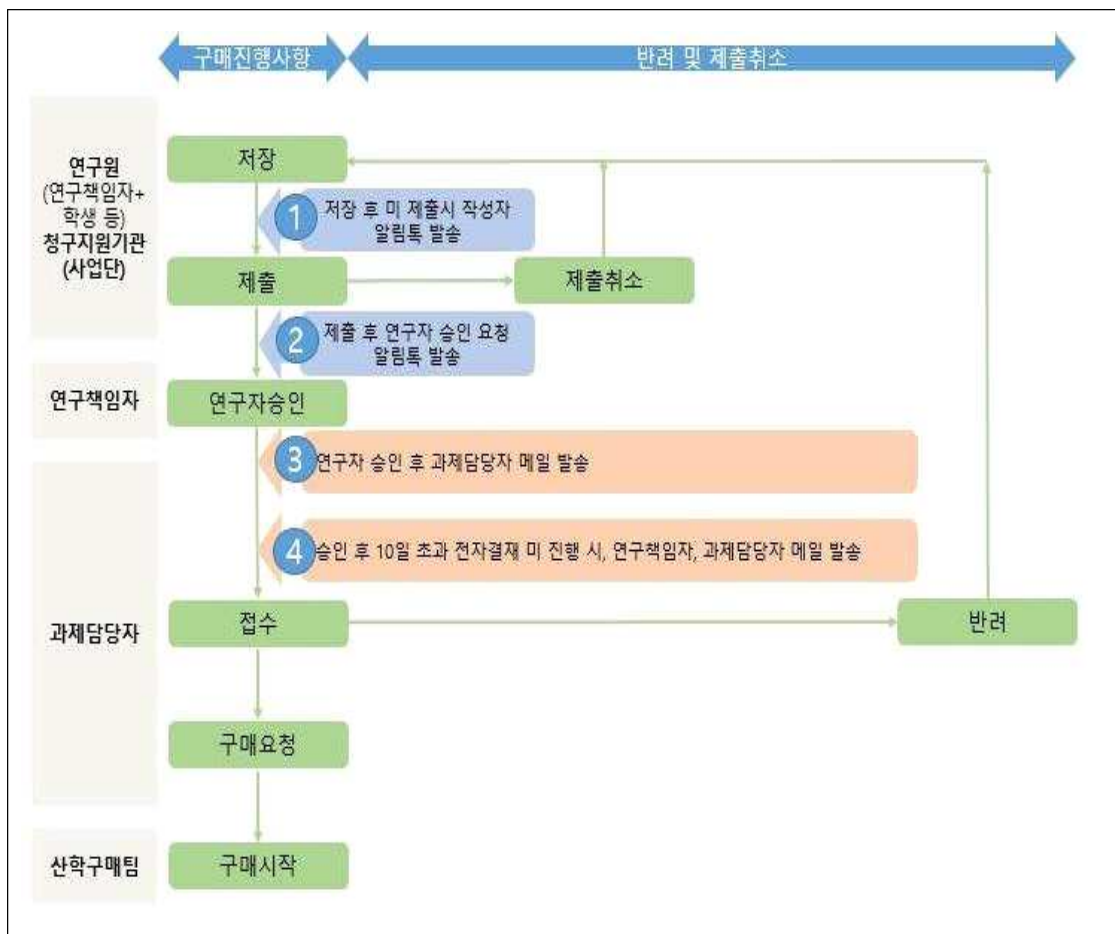 구매진행사항
반려 및 제출취소
연구원
(연구책임자+
학생 등)
청구지원기관
(사업단)
저장
1
저장 후 미 제출시 작성자
알림톡 발송
제출
제출취소
2
제출 후 연구자 승인 요청
알림톡 발송
연구책임자
연구자승인
3
연구자 승인 후 과제담당자 메일 발송
4
승인 후 10일 초과 전자결재 미 진행 시, 연구책임자, 과제담당자 메일 발송
과제담당자
접수
반려
구매요청
산학구매팀
구매시작